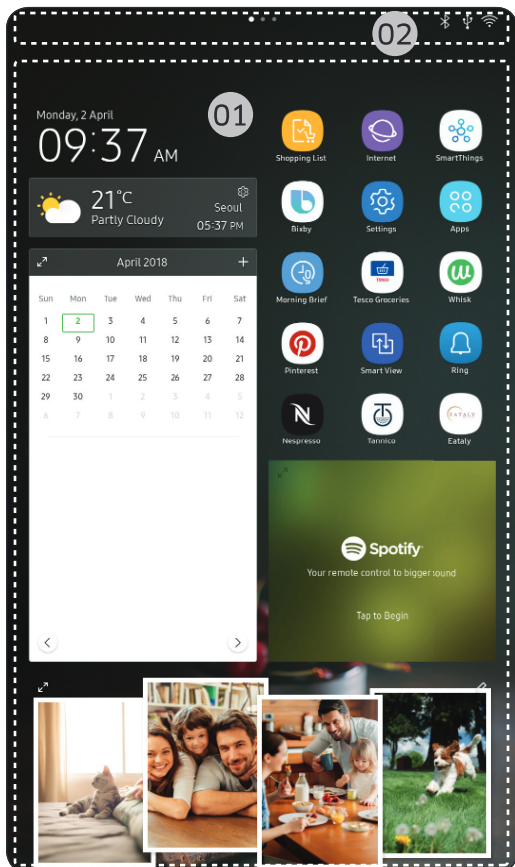 02
01
Monday, 2 April
09:37 AM
21°C
Partly Cloudy
Seoul
05:37 PM
April 2018
Sun Mon Tue Wed Thu Fri Sat
1 2 3 4 5 6 7
8 9 10 11 12 13 14
15 16 17 18 19 20 21
22 23 24 25 26 27 28
29 30 1 2 3 4 5
6 7 8 9 10 11 12
Shopping List Internet SmartThings
Bixby Settings Apps
Morning Brief TESCO Tesco Groceries Whisk
Pinterest Smart View Ring
Nespresso Tannico EATALY Eataly
Spotify
Your remote control to bigger sound
Tap to Begin